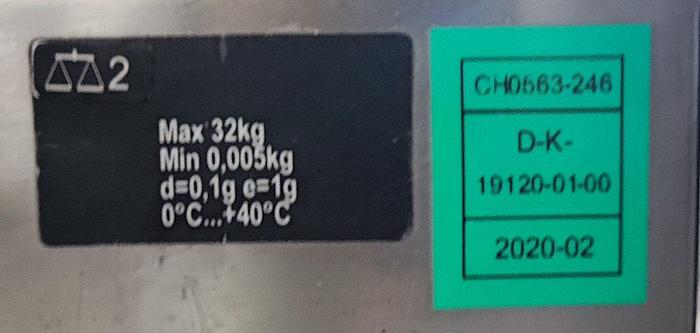 2
Max 32kg
Min 0,005kg
d=0,1g e=1g
0°C...+40°C
CH0563-246
D-K-
19120-01-00
2020-02